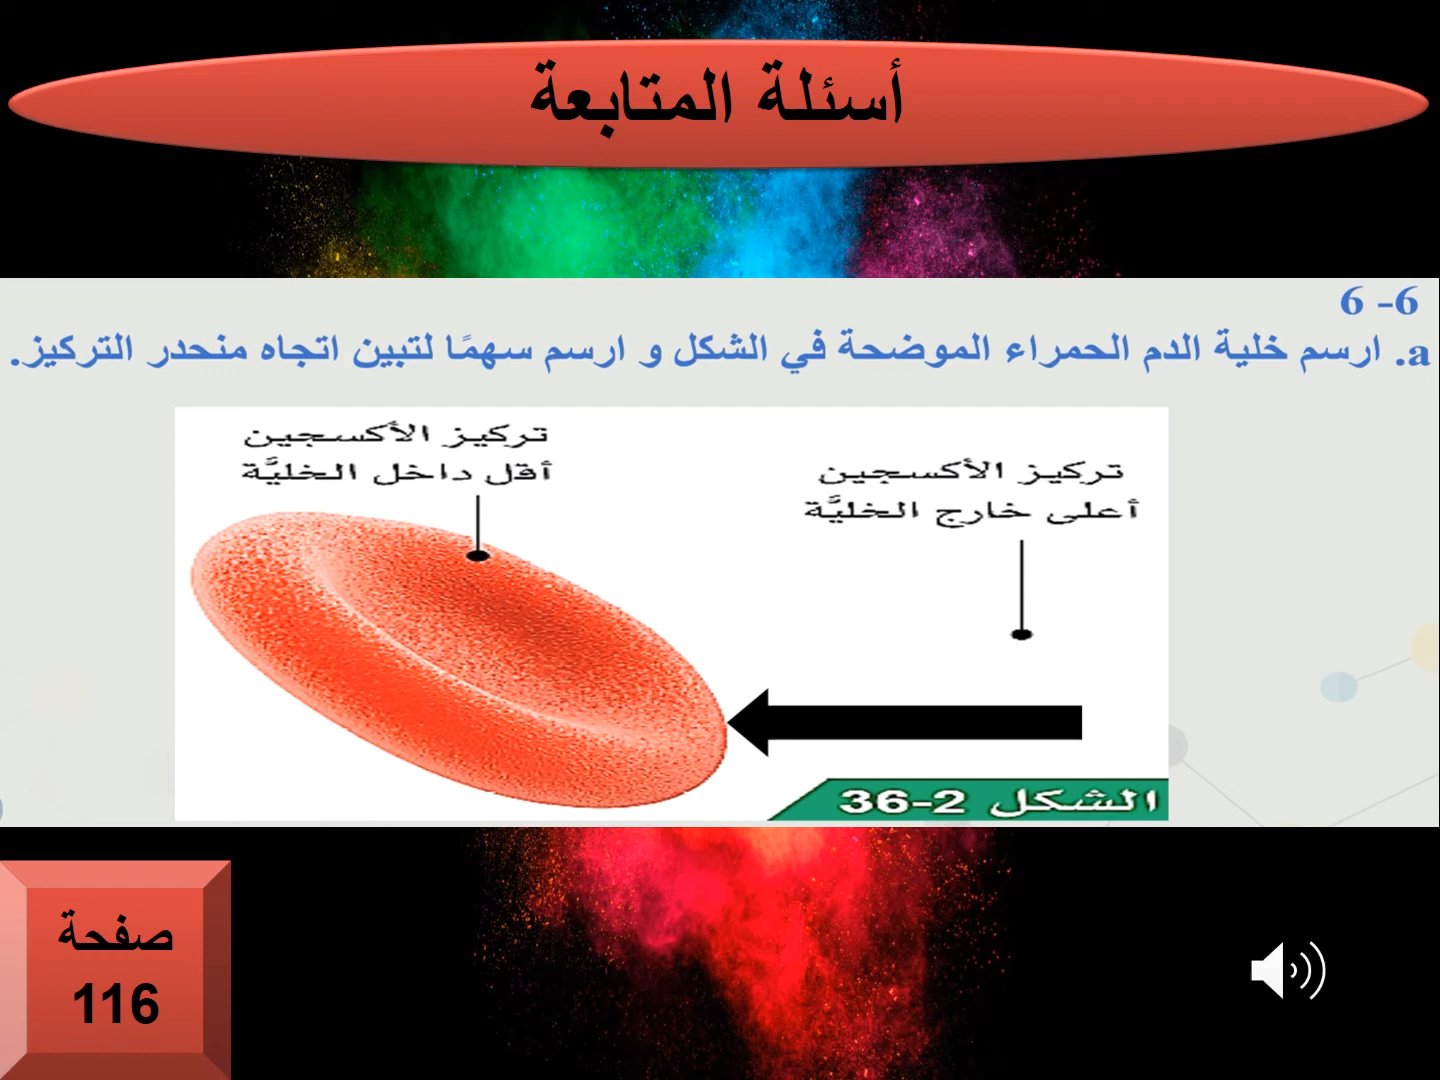 أسئلة المتابعة
6- 6
a. ارسم خلية الدم الحمراء الموضحة في الشكل و ارسم سهمًا لتبين اتجاه منحدر التركيز.
تركيز الأكسجين
أقل داخل الخليَّة
تركيز الأكسجين
أعلى خارج الخليَّة
الشكل 2-36
صفحة
116